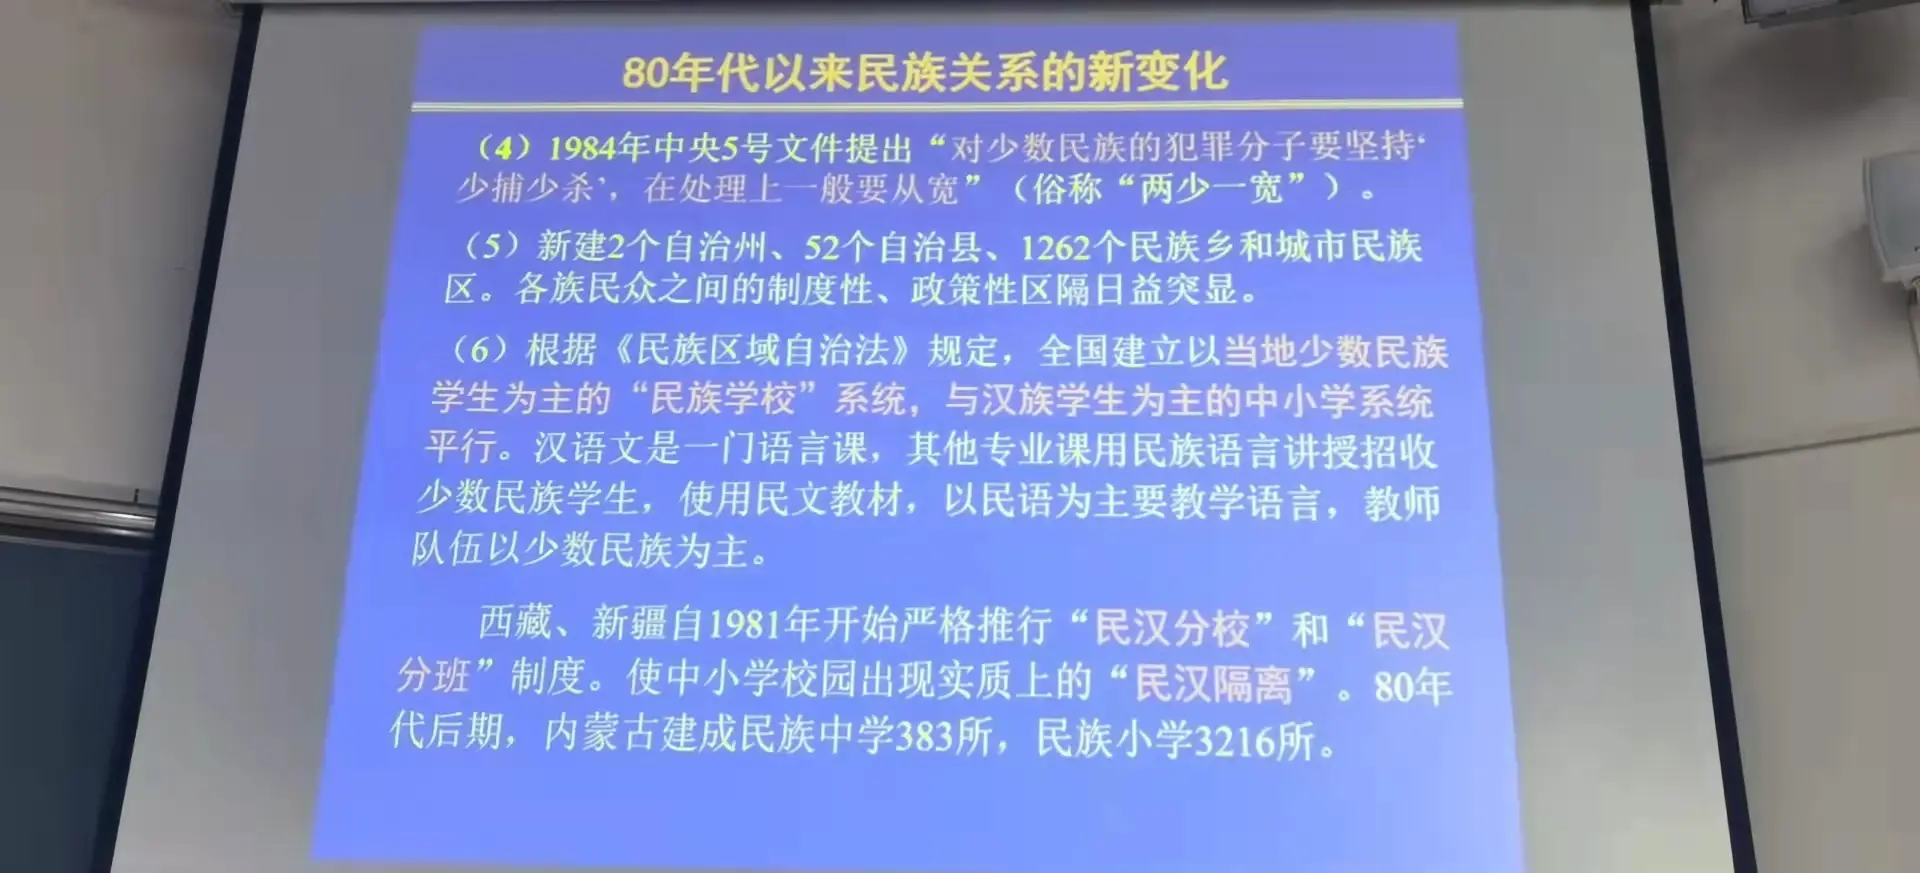 80年代以来民族关系的新变化
（4）1984年中央5号文件提出“对少数民族的犯罪分子要坚持‘
少捕少杀’，在处理上一般要从宽”（俗称“两少一宽”）。
（5）新建2个自治州、52个自治县、1262个民族乡和城市民族
区。各族民众之间的制度性、政策性区隔日益突显。
（6）根据《民族区域自治法》规定，全国建立以当地少数民族
学生为主的“民族学校”系统，与汉族学生为主的中小学系统
平行。汉语文是一门语言课，其他专业课用民族语言讲授招收
少数民族学生，使用民文教材，以民语为主要教学语言，教师
队伍以少数民族为主。
西藏、新疆自1981年开始严格推行“民汉分校”和“民汉
分班”制度。使中小学校园出现实质上的“民汉隔离”。80年
代后期，内蒙古建成民族中学383所，民族小学3216所。